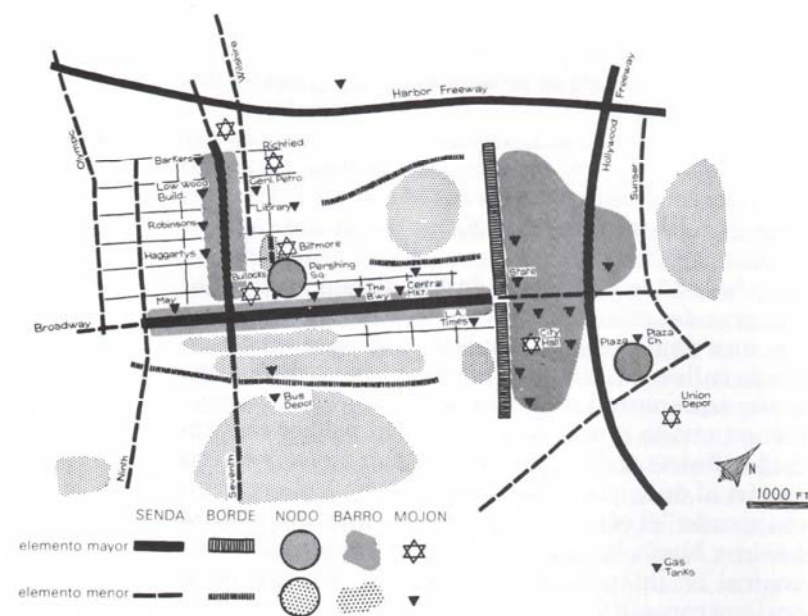 Wilshire
Harbor Freeway
Freeway
Hollywood
Olympic
Sunset
Richfied
Barkers
Genl Petro
Low Wood
Build.
Library
Robinsons
Haggartys
Biltmore
Bullocks
Pershing
Sq
State
May
The
B'wy
Central
Mkt
Broadway
L.A.
Times
City
Hall
Plaza
Plaza
Ch.
Bus
Depot
Union
Depot
Ninth
Seventh
N
1000 FT
Gas
Tanks
SENDA BORDE NODO BARRO MOJON
elemento mayor
elemento menor